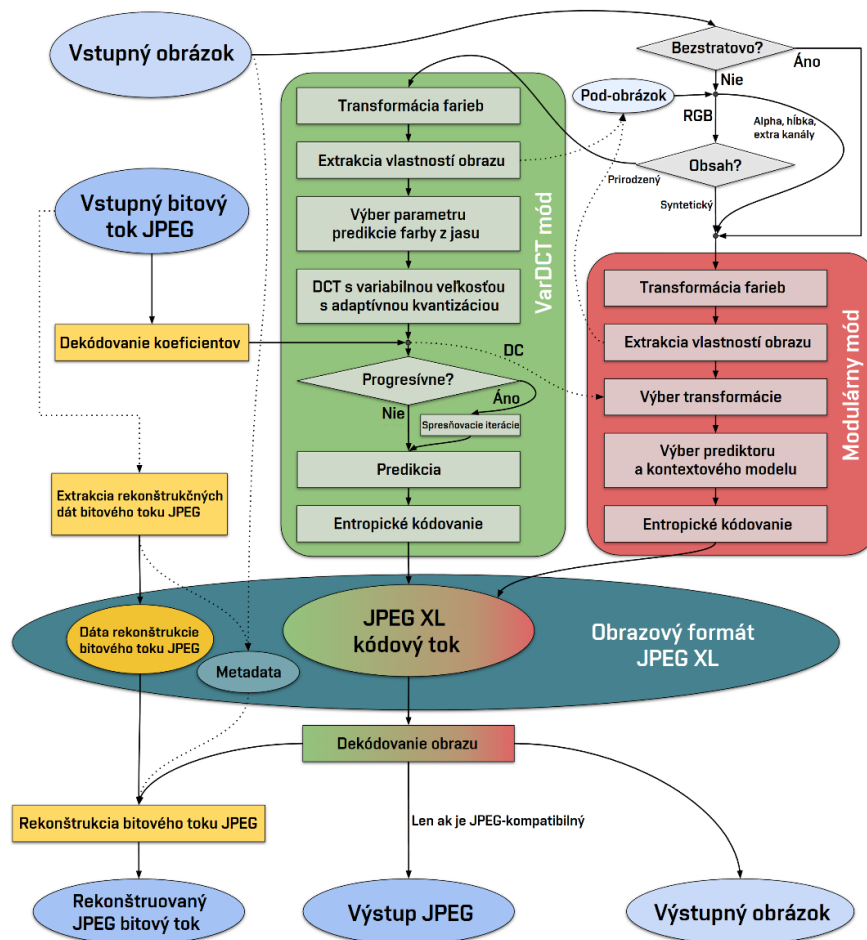 Vstupný obrázok
Bezstratovo?
Áno
Nie
Pod-obrázok
RGB
Alpha, hĺbka,
extra kanály
Obsah?
Prirodzený
Syntetický
Transformácia farieb
Extrakcia vlastností obrazu
Výber parametru
predikcie farby z jasu
DCT s variabilnou veľkosťou
s adaptívnou kvantizáciou
VarDCT mód
Vstupný bitový
tok JPEG
Dekódovanie koeficientov
DC
Progresívne?
Áno
Nie
Spresňovacie iterácie
Predikcia
Entropické kódovanie
Transformácia farieb
Extrakcia vlastností obrazu
Výber transformácie
Výber prediktoru
a kontextového modelu
Entropické kódovanie
Modulárny mód
Extrakcia rekonštrukčných
dát bitového toku JPEG
Dáta rekonštrukcie
bitového toku JPEG
Metadata
JPEG XL
kódový tok
Obrazový formát
JPEG XL
Dekódovanie obrazu
Rekonštrukcia bitového toku JPEG
Len ak je JPEG-kompatibilný
Rekonštruovaný
JPEG bitový tok
Výstup JPEG
Výstupný obrázok